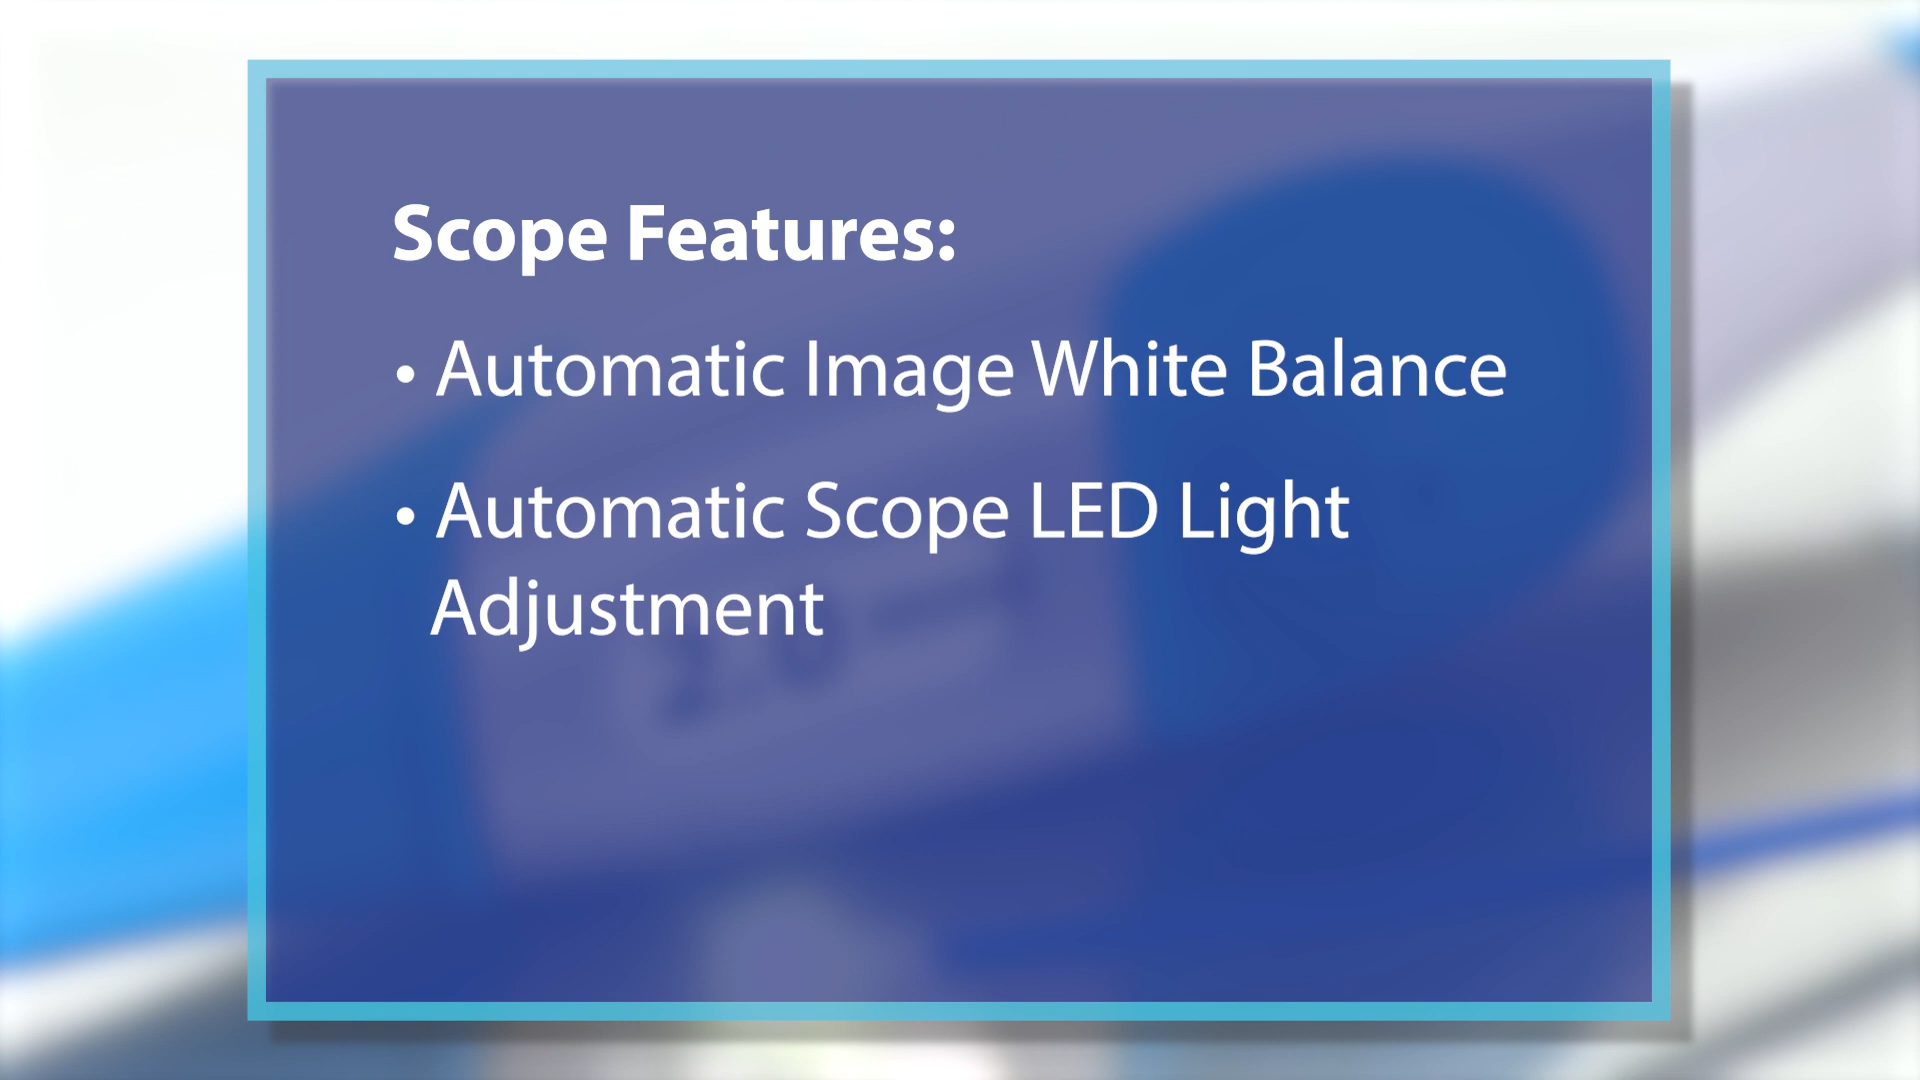 Scope Features:
• Automatic Image White Balance
• Automatic Scope LED Light
Adjustment